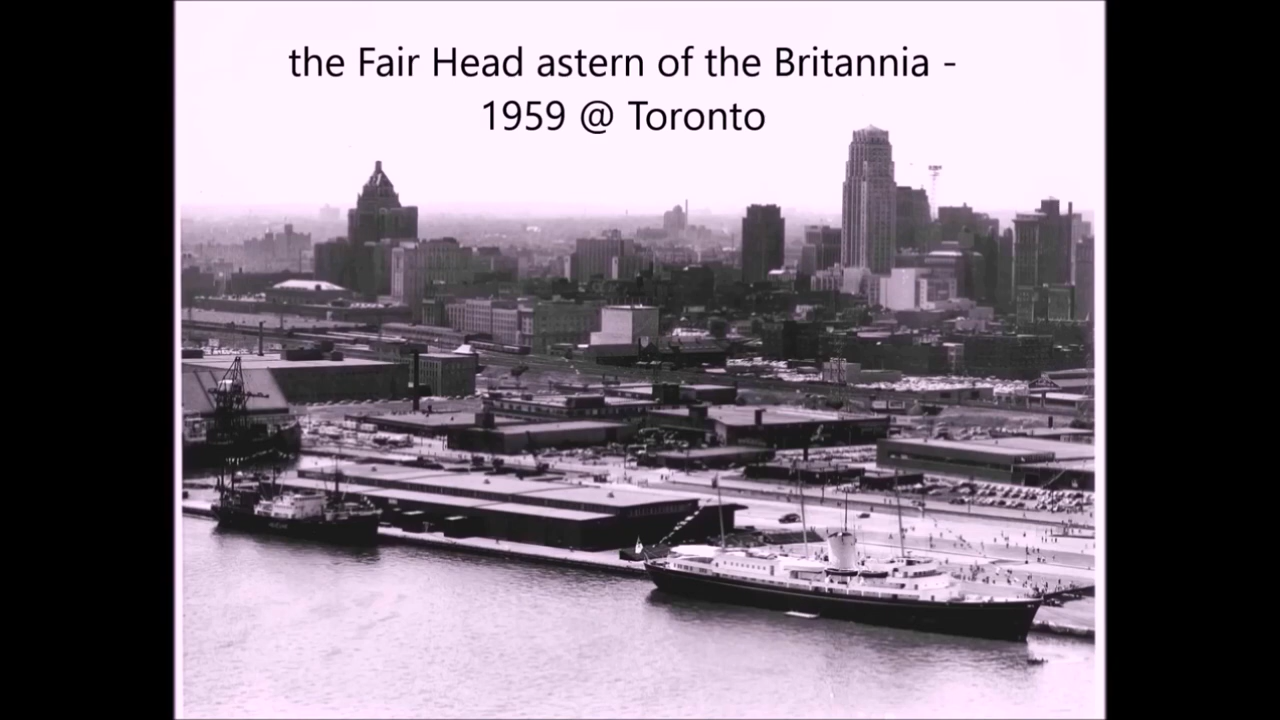 the Fair Head astern of the Britannia -
1959 @ Toronto